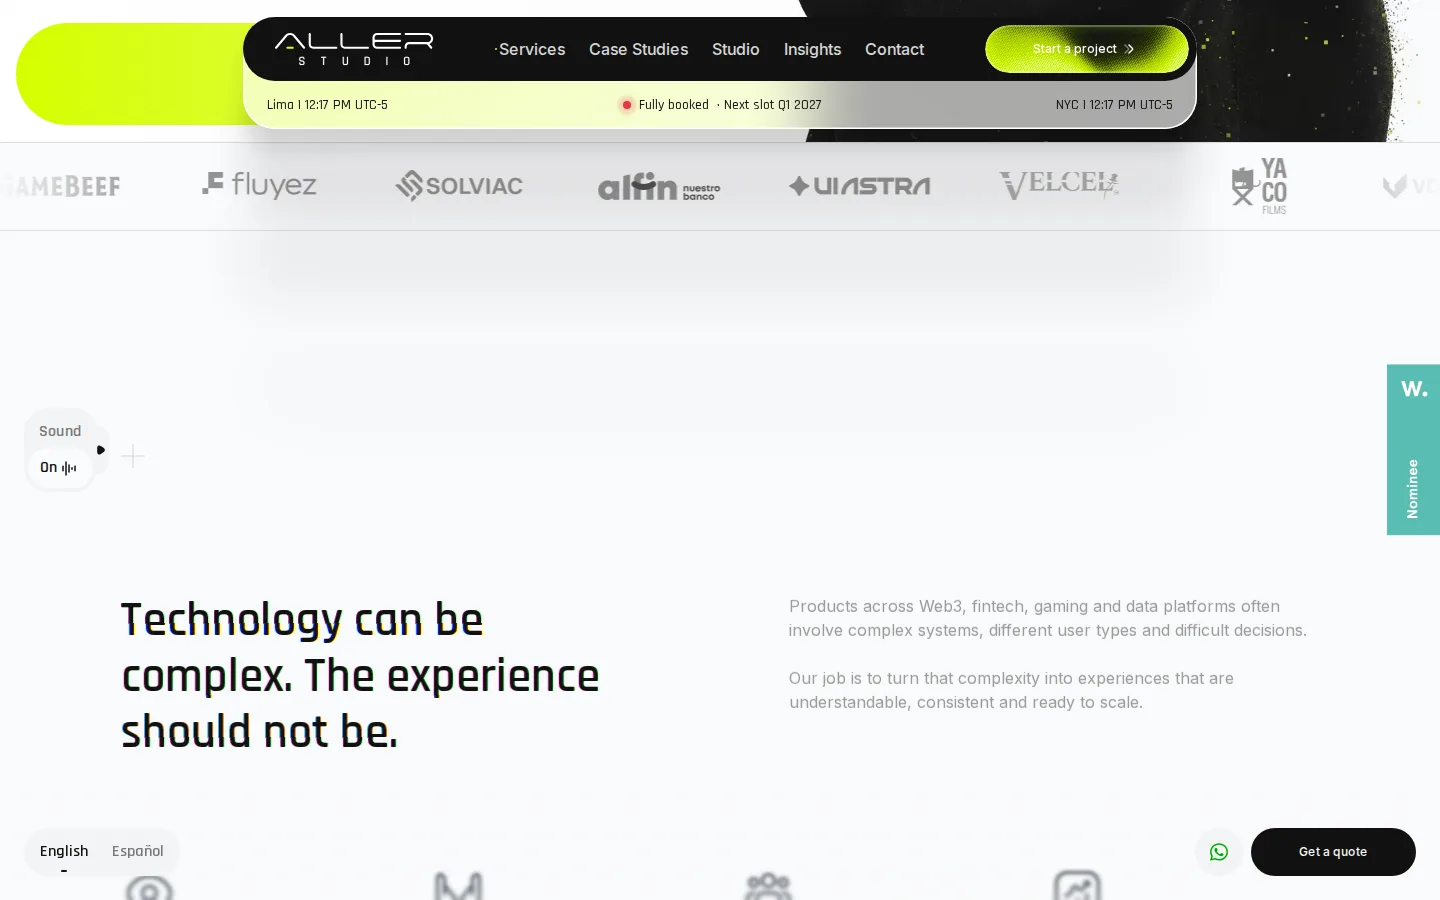 ALLER
STUDIO
Services
Case Studies
Studio
Insights
Contact
Start a project
Lima | 12:17 PM UTC-5
Fully booked · Next slot Q1 2027
NYC | 12:17 PM UTC-5
GAMEBEEF
fluyez
SOLVIAC
alfin nuestro banco
UIASTRA
VELCEL
YA
CO
FILMS
Sound
On
W.
Nominee
Technology can be
complex. The experience
should not be.
Products across Web3, fintech, gaming and data platforms often
involve complex systems, different user types and difficult decisions.
Our job is to turn that complexity into experiences that are
understandable, consistent and ready to scale.
English
Español
Get a quote